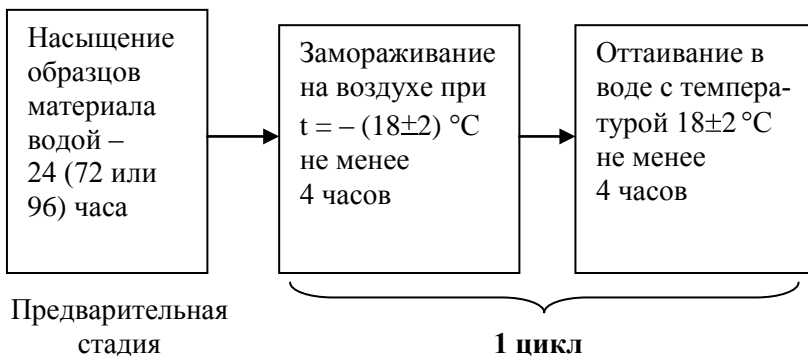 Насыщение
образцов
материала
водой –
24 (72 или
96) часа
Замораживание
на воздухе при
t = – (18±2) °C
не менее
4 часов
Оттаивание в
воде с темпера-
турой 18±2 °C
не менее
4 часов
Предварительная
стадия
1 цикл